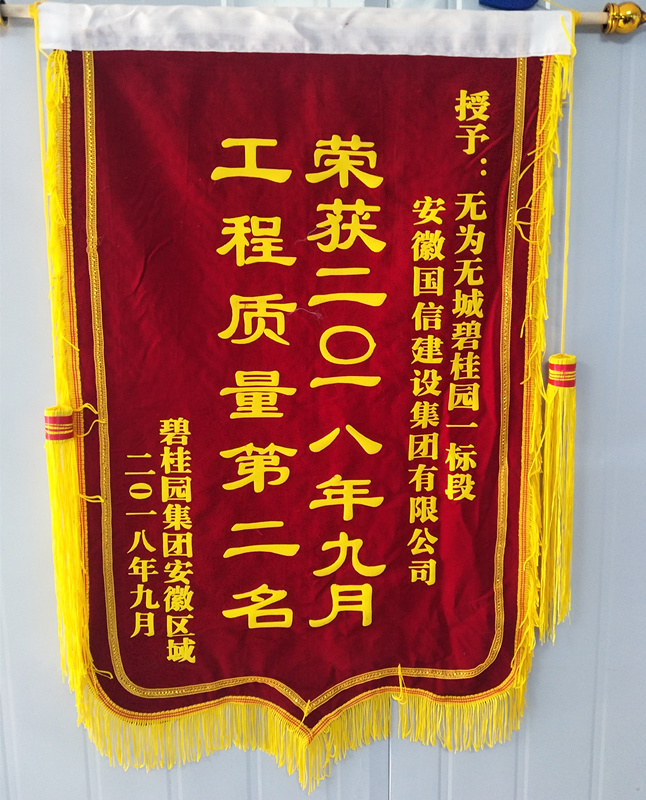 授予：无为无城碧桂园一标段
安徽国信建设集团有限公司
荣获二〇一八年九月
工程质量第二名
碧桂园集团安徽区域
二〇一八年九月